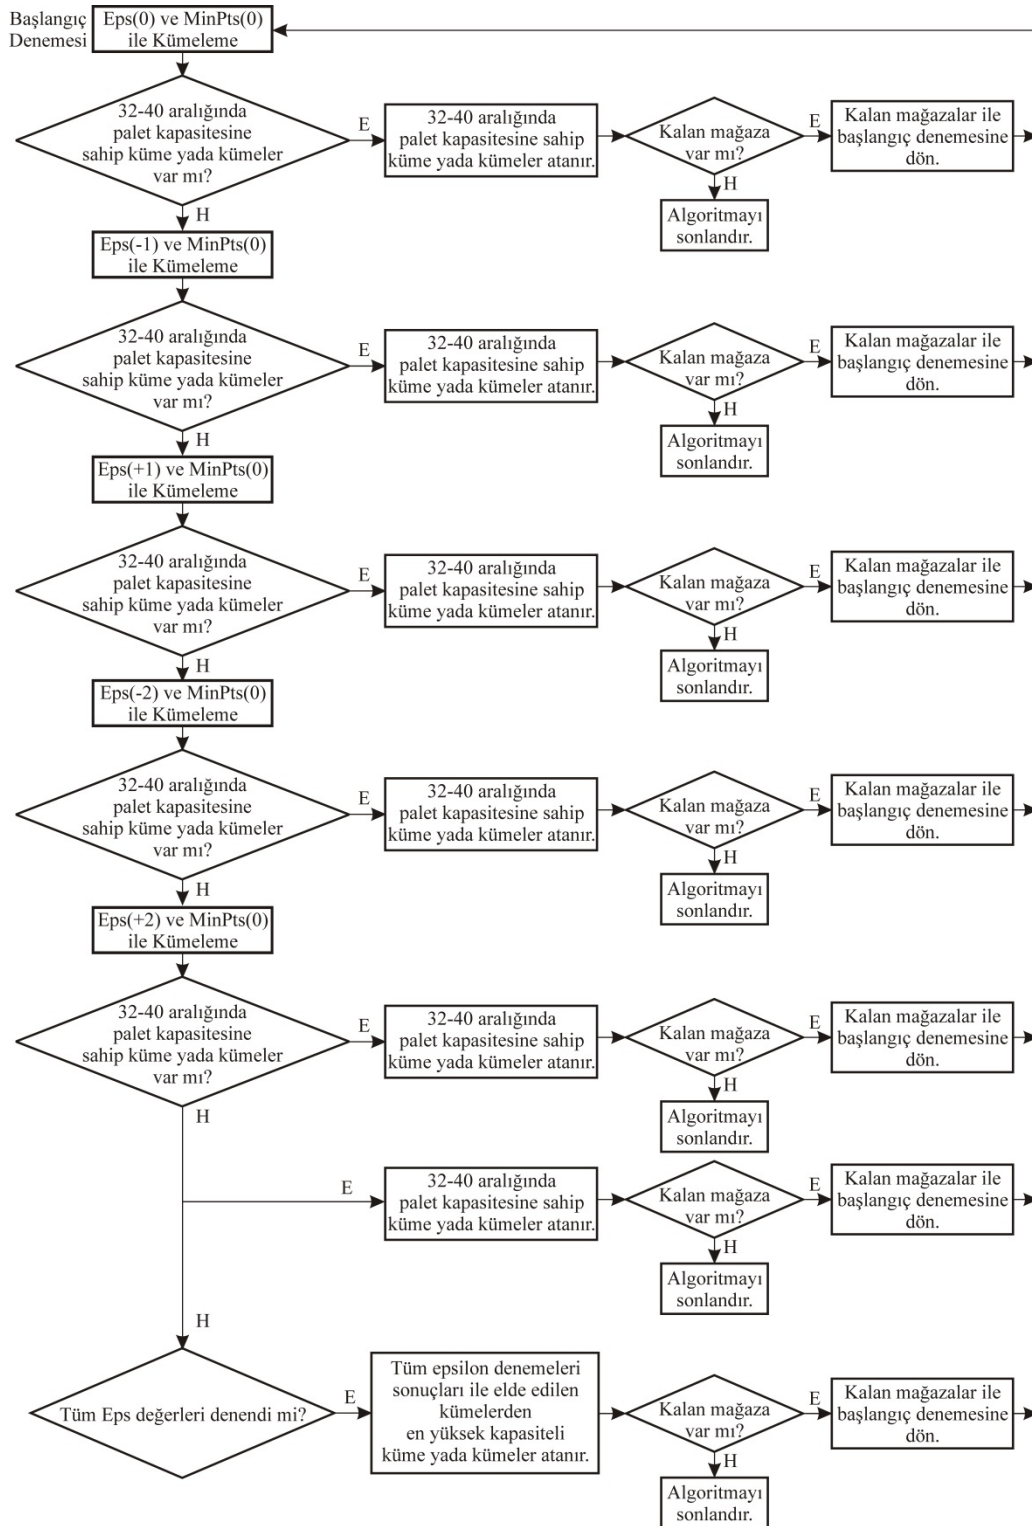 Başlangıç
Denemesi
Eps(0) ve MinPts(0)
ile Kümeleme
32-40 aralığında
palet kapasitesine
sahip küme yada kümeler
var mı?
E
32-40 aralığında
palet kapasitesine sahip
küme yada kümeler atanır.
Kalan mağaza
var mı?
E
Kalan mağazalar ile
başlangıç denemesine
dön.
H
Algoritmayı
sonlandır.
H
Eps(-1) ve MinPts(0)
ile Kümeleme
32-40 aralığında
palet kapasitesine
sahip küme yada kümeler
var mı?
E
32-40 aralığında
palet kapasitesine sahip
küme yada kümeler atanır.
Kalan mağaza
var mı?
E
Kalan mağazalar ile
başlangıç denemesine
dön.
H
Algoritmayı
sonlandır.
H
Eps(+1) ve MinPts(0)
ile Kümeleme
32-40 aralığında
palet kapasitesine
sahip küme yada kümeler
var mı?
E
32-40 aralığında
palet kapasitesine sahip
küme yada kümeler atanır.
Kalan mağaza
var mı?
E
Kalan mağazalar ile
başlangıç denemesine
dön.
H
Algoritmayı
sonlandır.
H
Eps(-2) ve MinPts(0)
ile Kümeleme
32-40 aralığında
palet kapasitesine
sahip küme yada kümeler
var mı?
E
32-40 aralığında
palet kapasitesine sahip
küme yada kümeler atanır.
Kalan mağaza
var mı?
E
Kalan mağazalar ile
başlangıç denemesine
dön.
H
Algoritmayı
sonlandır.
H
Eps(+2) ve MinPts(0)
ile Kümeleme
32-40 aralığında
palet kapasitesine
sahip küme yada kümeler
var mı?
E
32-40 aralığında
palet kapasitesine sahip
küme yada kümeler atanır.
Kalan mağaza
var mı?
E
Kalan mağazalar ile
başlangıç denemesine
dön.
H
Algoritmayı
sonlandır.
H
E
32-40 aralığında
palet kapasitesine sahip
küme yada kümeler atanır.
Kalan mağaza
var mı?
E
Kalan mağazalar ile
başlangıç denemesine
dön.
H
Algoritmayı
sonlandır.
H
Tüm Eps değerleri denendi mi?
E
Tüm epsilon denemeleri
sonuçları ile elde edilen
kümelerden
en yüksek kapasiteli
küme yada kümeler atanır.
Kalan mağaza
var mı?
E
Kalan mağazalar ile
başlangıç denemesine
dön.
H
Algoritmayı
sonlandır.